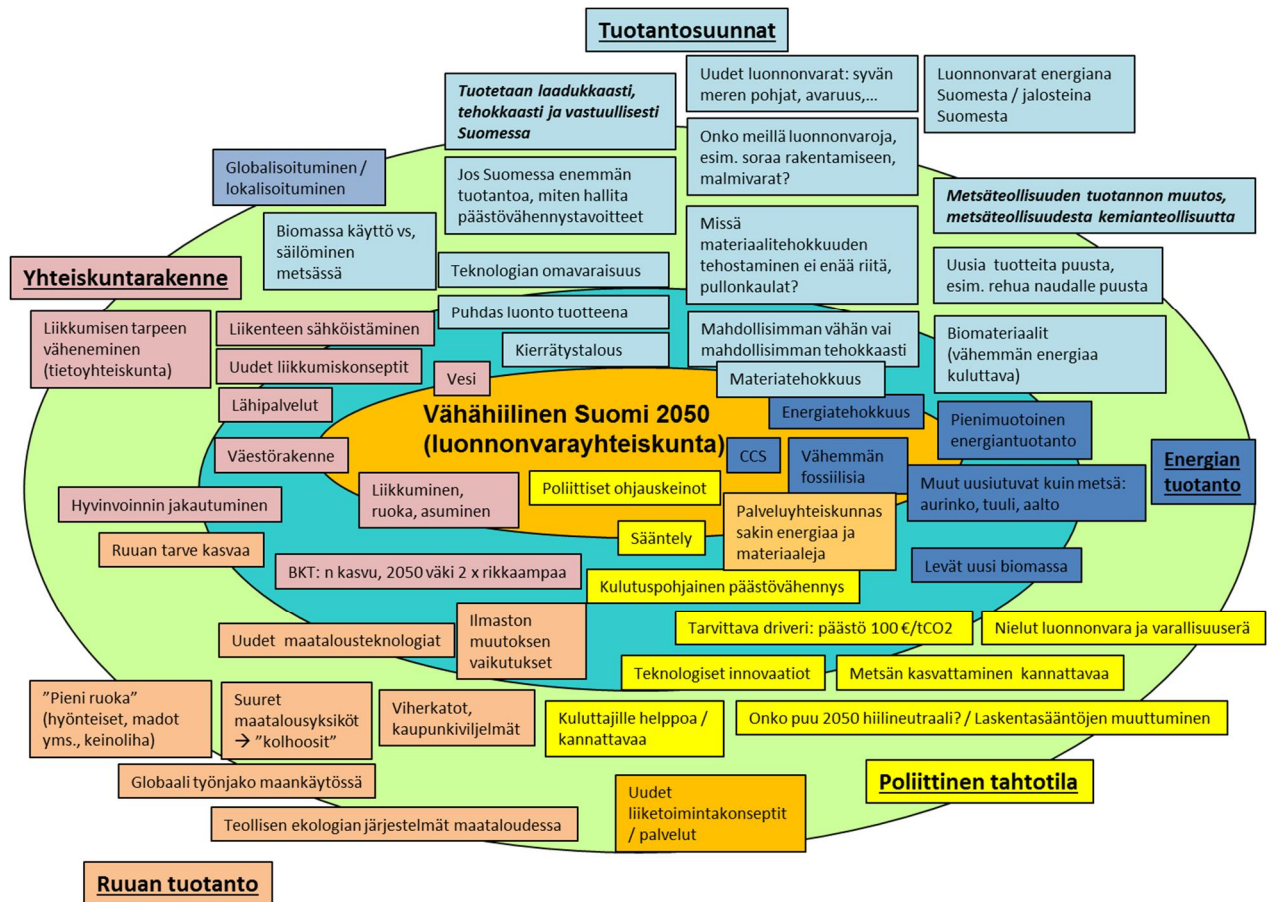 Tuotantosuunnat
Tuotetaan laadukkaasti,
tehokkaasti ja vastuullisesti
Suomessa
Uudet luonnonvarat: syvän
meren pohjat, avaruus,...
Luonnonvarat energiana
Suomesta / jalosteina
Suomesta
Globalisoituminen /
lokalisoituminen
Jos Suomessa enemmän
tuotantoa, miten hallita
päästövähennystavoitteet
Onko meillä luonnonvaroja,
esim. soraa rakentamiseen,
malmivarat?
Metsäteollisuuden tuotannon muutos,
metsäteollisuudesta kemianteollisuutta
Biomassa käyttö vs,
säilöminen
metsässä
Teknologian omavaraisuus
Missä
materiaalitehokkuuden
tehostaminen ei enää riitä,
pullonkaulat?
Uusia tuotteita puusta,
esim. rehua naudalle puusta
Yhteiskuntarakenne
Puhdas luonto tuotteena
Liikkumisen tarpeen
väheneminen
(tietoyhteiskunta)
Liikenteen sähköistäminen
Kierrätystalous
Mahdollisimman vähän vai
mahdollisimman tehokkaasti
Biomateriaalit
(vähemmän energiaa
kuluttava)
Uudet liikkumiskonseptit
Vesi
Materiatehokkuus
Lähipalvelut
Vähähiilinen Suomi 2050
(luonnonvarayhteiskunta)
Energiatehokkuus
Pienimuotoinen
energiantuotanto
Väestörakenne
CCS
Vähemmän
fossiilisia
Energian
tuotanto
Hyvinvoinnin jakautuminen
Liikkuminen,
ruoka, asuminen
Poliittiset ohjauskeinot
Muut uusiutuvat kuin metsä:
aurinko, tuuli, aalto
Palveluyhteiskunnas
sakin energiaa ja
materiaaleja
Ruuan tarve kasvaa
Sääntely
BKT: n kasvu, 2050 väki 2 x rikkaampaa
Kulutuspohjainen päästövähennys
Levät uusi biomassa
Uudet maatalousteknologiat
Ilmaston
muutoksen
vaikutukset
Tarvittava driveri: päästö 100 €/tCO2
Nielut luonnonvara ja varallisuuserä
Teknologiset innovaatiot
Metsän kasvattaminen kannattavaa
"Pieni ruoka"
(hyönteiset, madot
yms., keinoliha)
Suuret
maatalousyksiköt
→ "kolhoosit"
Viherkatot,
kaupunkiviljelmät
Kuluttajille helppoa /
kannattavaa
Onko puu 2050 hiilineutraali? / Laskentasääntöjen muuttuminen
Globaali työnjako maankäytössä
Poliittinen tahtotila
Teollisen ekologian järjestelmät maataloudessa
Uudet
liiketoimintakonseptit
/ palvelut
Ruuan tuotanto